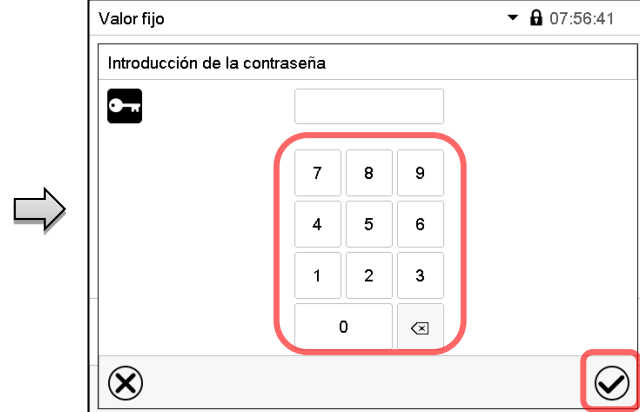 Valor fijo 07:56:41
Introducción de la contraseña
7 8 9
4 5 6
1 2 3
0